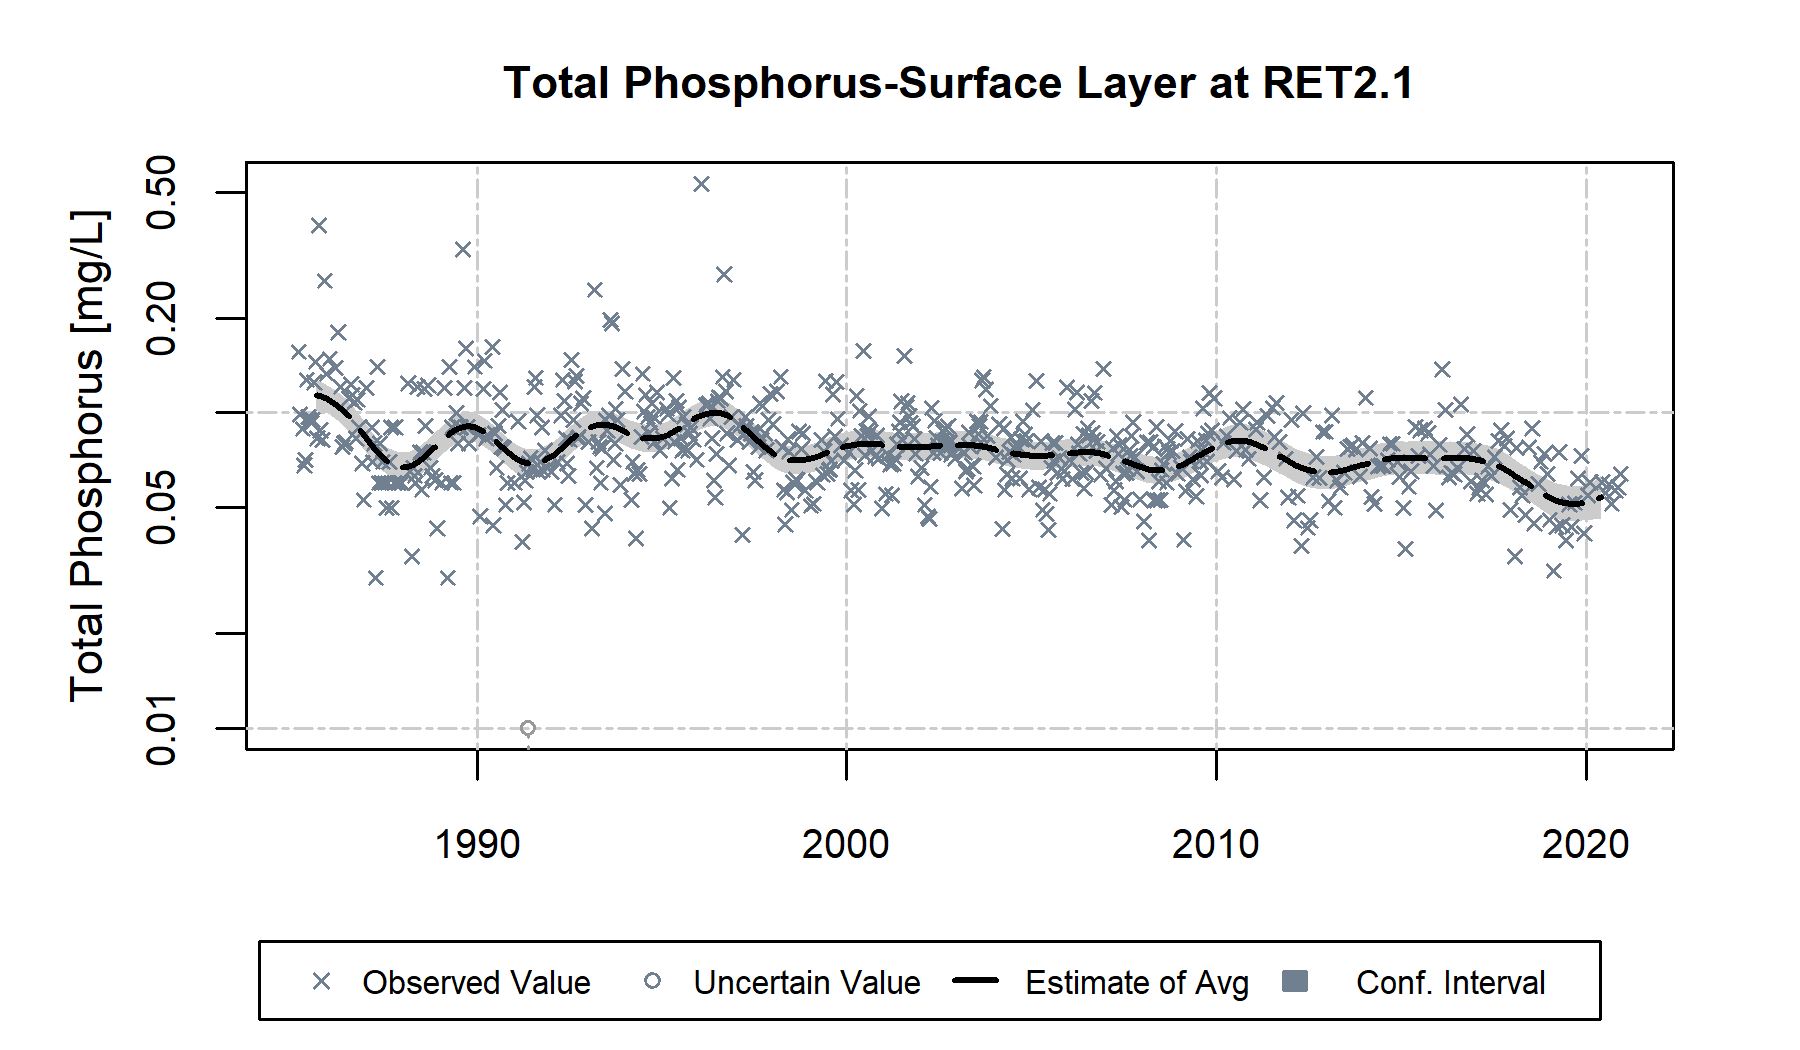 Total Phosphorus-Surface Layer at RET2.1
Total Phosphorus [mg/L]
0.50
0.20
0.05
0.01
1990 2000 2010 2020
Observed Value Uncertain Value Estimate of Avg Conf. Interval